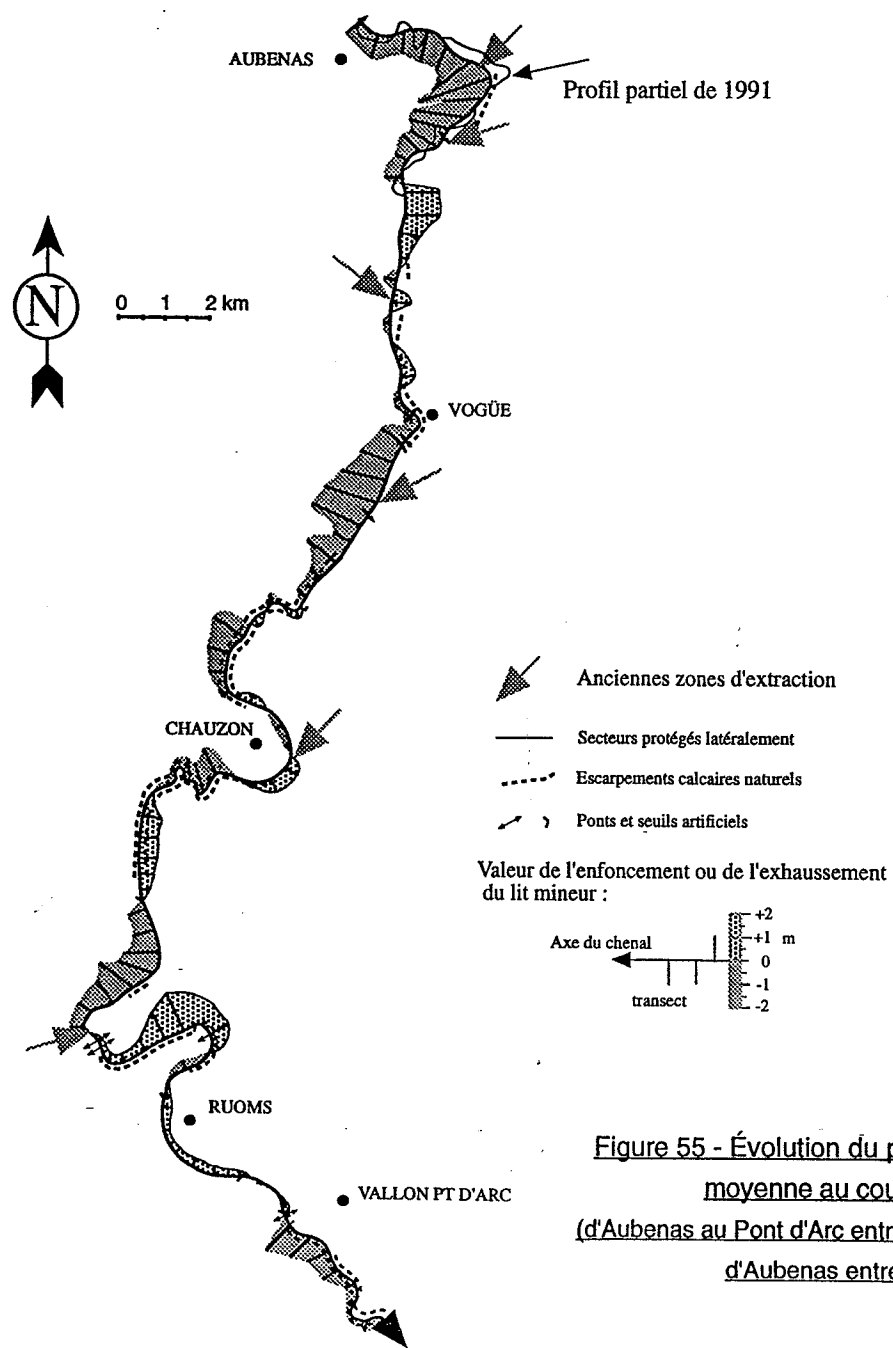 AUBENAS
Profil partiel de 1991
N
0 1 2 km
VOGÜE
Anciennes zones d'extraction
CHAUZON
Secteurs protégés latéralement
Escarpements calcaires naturels
Ponts et seuils artificiels
Valeur de l'enfoncement ou de l'exhaussement
du lit mineur :
+2
Axe du chenal
+1 m
0
-1
transect
-2
RUOMS
VALLON PT D'ARC
Figure 55 - Évolution du p
moyenne au cou
(d'Aubenas au Pont d'Arc entr
d'Aubenas entre